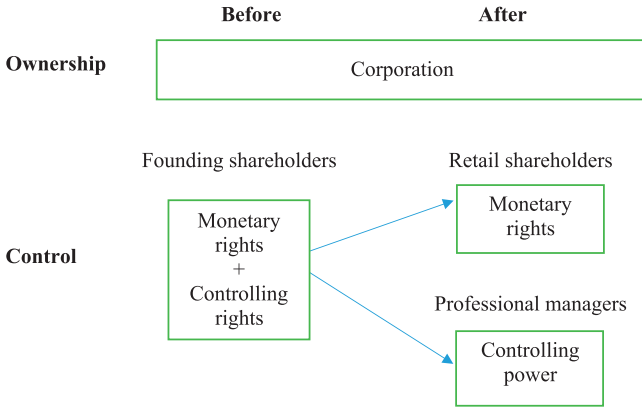 Before After
Ownership
Corporation
Founding shareholders
Retail shareholders
Control
Monetary
rights
+
Controlling
rights
Monetary
rights
Professional managers
Controlling
power